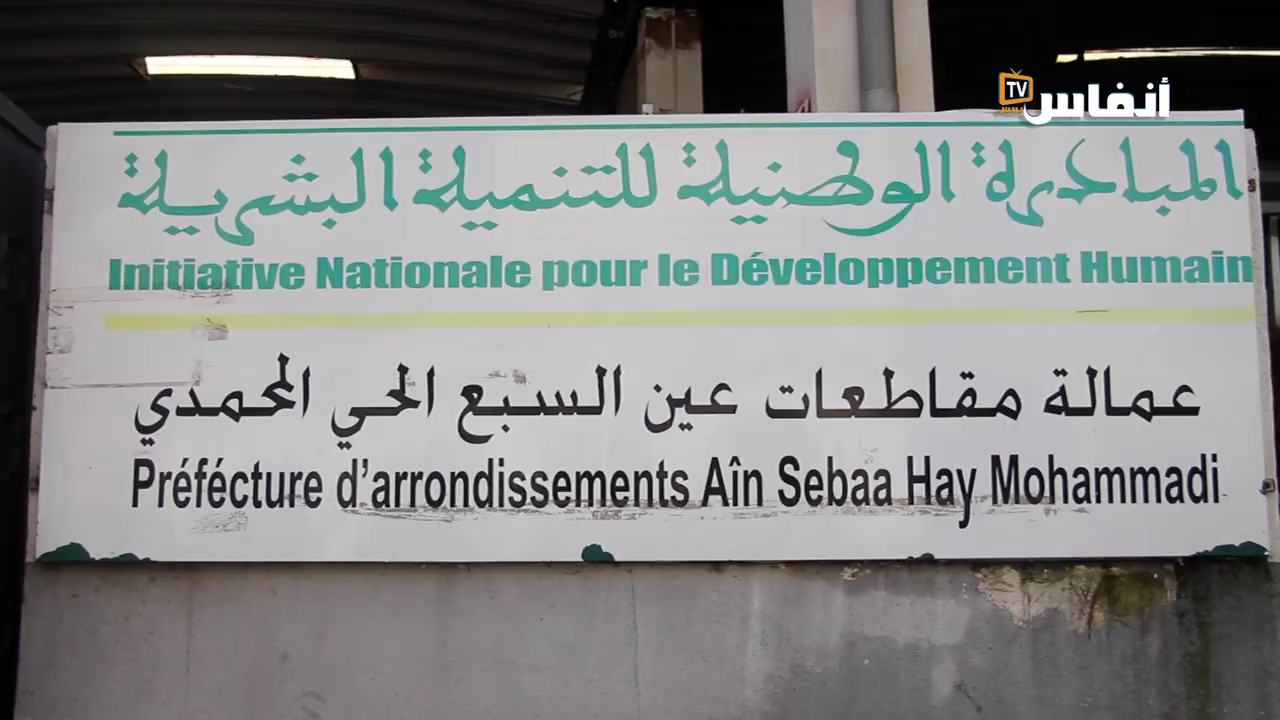 أنفاس TV
المبادرة الوطنية للتنمية البشرية
Initiative Nationale pour le Développement Humain
عمالة مقاطعات عين السبع الحي المحمدي
Préfécture d'arrondissements Aîn Sebaa Hay Mohammadi